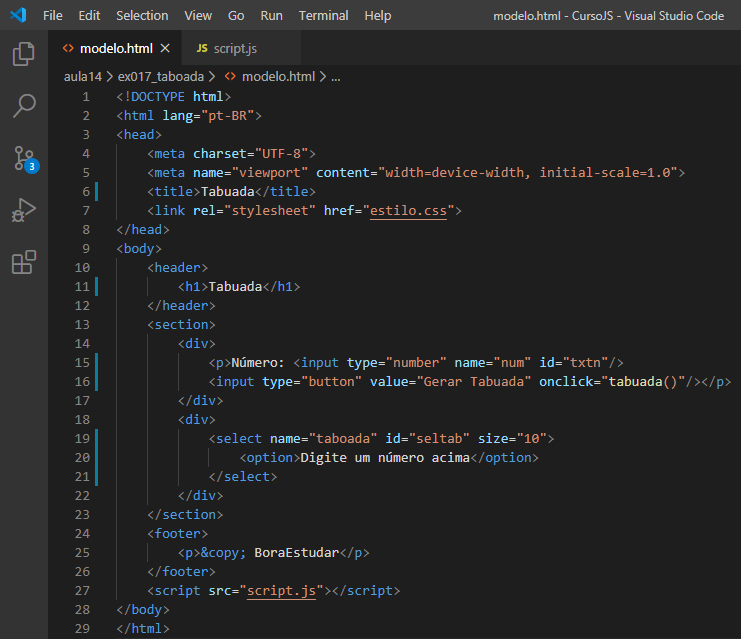 File Edit Selection View Go Run Terminal Help modelo.html - CursoJS - Visual Studio Code
<> modelo.html × JS script.js
aula14 > ex017_taboada > <> modelo.html > ...
1 <!DOCTYPE html>
2 <html lang="pt-BR">
3 <head>
4 <meta charset="UTF-8">
5 <meta name="viewport" content="width=device-width, initial-scale=1.0">
6 <title>Tabuada</title>
7 <link rel="stylesheet" href="estilo.css">
8 </head>
9 <body>
10 <header>
11 <h1>Tabuada</h1>
12 </header>
13 <section>
14 <div>
15 <p>Número: <input type="number" name="num" id="txtn"/>
16 <input type="button" value="Gerar Tabuada" onclick="tabuada()"/></p>
17 </div>
18 <div>
19 <select name="taboada" id="seltab" size="10">
20 <option>Digite um número acima</option>
21 </select>
22 </div>
23 </section>
24 <footer>
25 <p>&copy; BoraEstudar</p>
26 </footer>
27 <script src="script.js"></script>
28 </body>
29 </html>
3